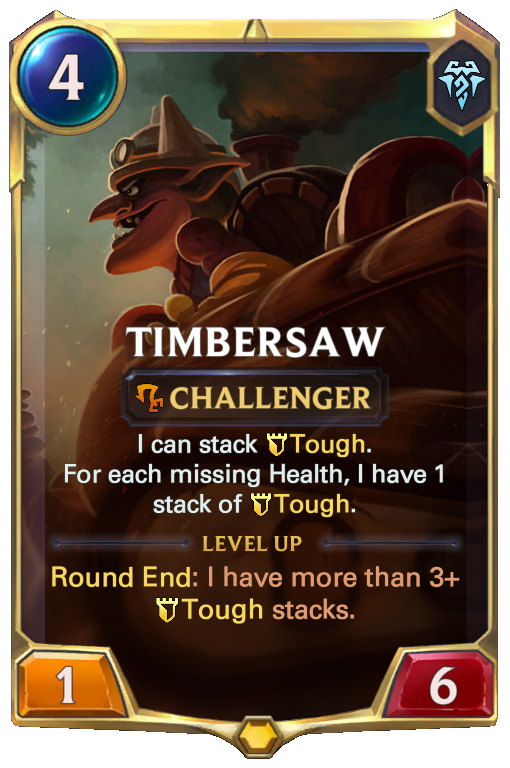 4
TIMBERSAW
CHALLENGER
I can stack Tough.
For each missing Health, I have 1
stack of Tough.
LEVEL UP
Round End: I have more than 3+
Tough stacks.
1
6